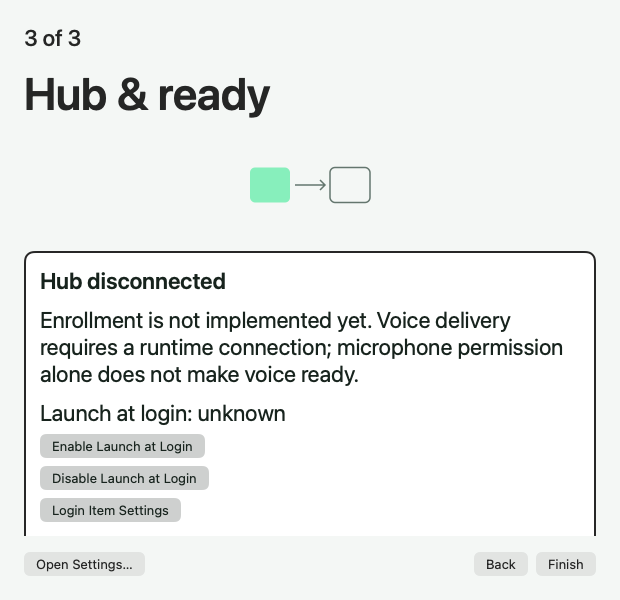 3 of 3
Hub & ready
Hub disconnected
Enrollment is not implemented yet. Voice delivery
requires a runtime connection; microphone permission
alone does not make voice ready.
Launch at login: unknown
Enable Launch at Login
Disable Launch at Login
Login Item Settings
Open Settings...
Back
Finish